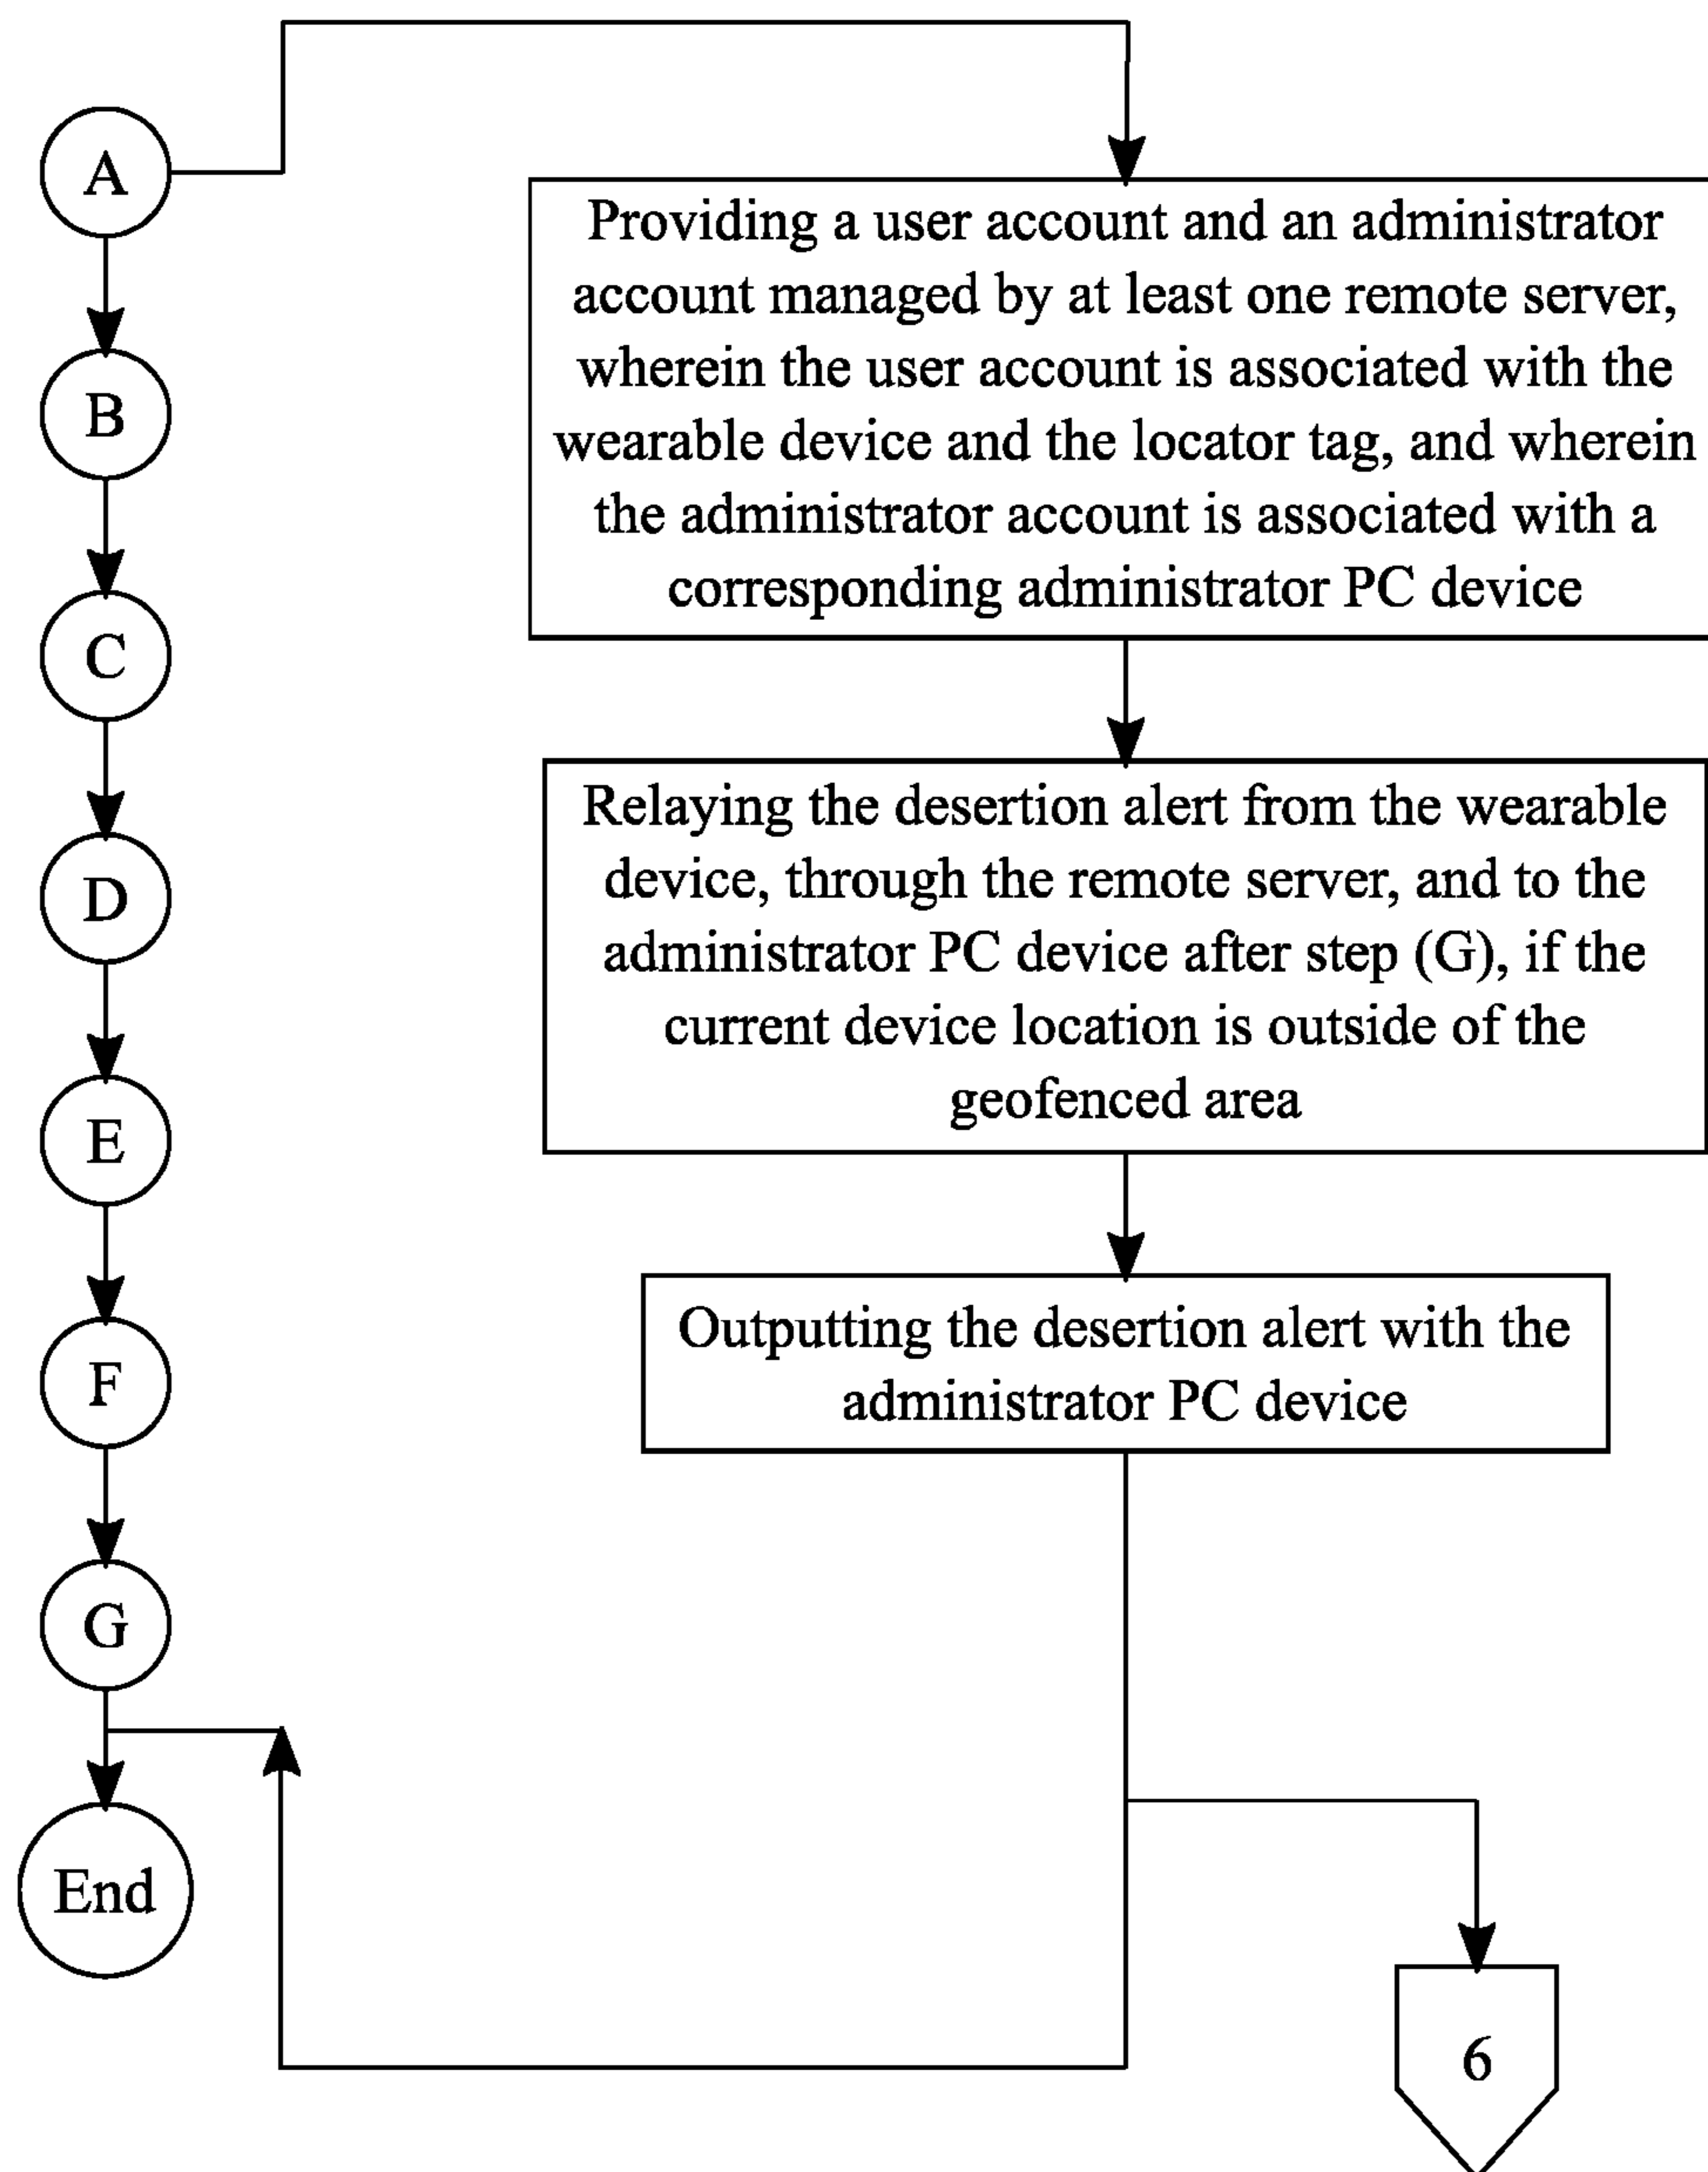 A
B
C
D
E
F
G
End
Providing a user account and an administrator
account managed by at least one remote server,
wherein the user account is associated with the
wearable device and the locator tag, and wherein
the administrator account is associated with a
corresponding administrator PC device
Relaying the desertion alert from the wearable
device, through the remote server, and to the
administrator PC device after step (G), if the
current device location is outside of the
geofenced area
Outputting the desertion alert with the
administrator PC device
6